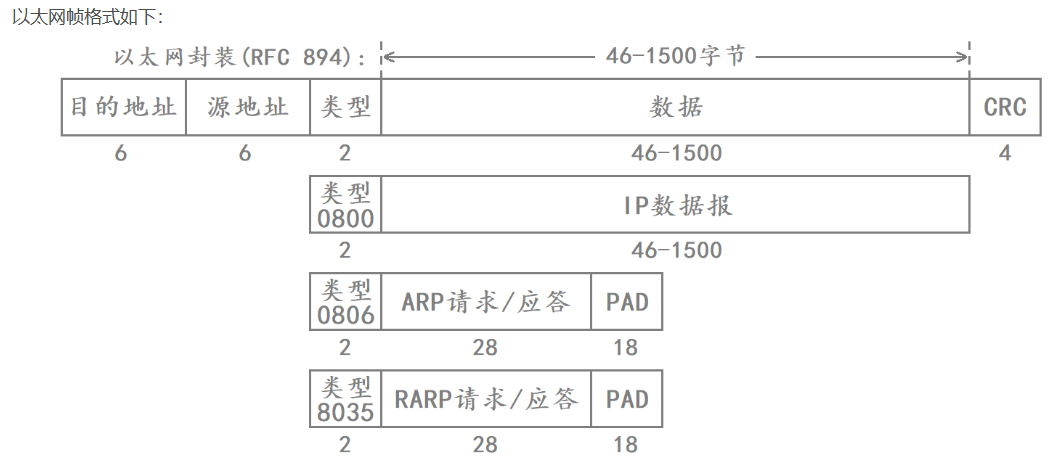 以太网帧格式如下：
以太网封装(RFC 894)： 46-1500字节
目的地址 源地址 类型 数据 CRC
6 6 2 46-1500 4
类型
0800 IP数据报
2 46-1500
类型
0806 ARP请求/应答 PAD
2 28 18
类型
8035 RARP请求/应答 PAD
2 28 18